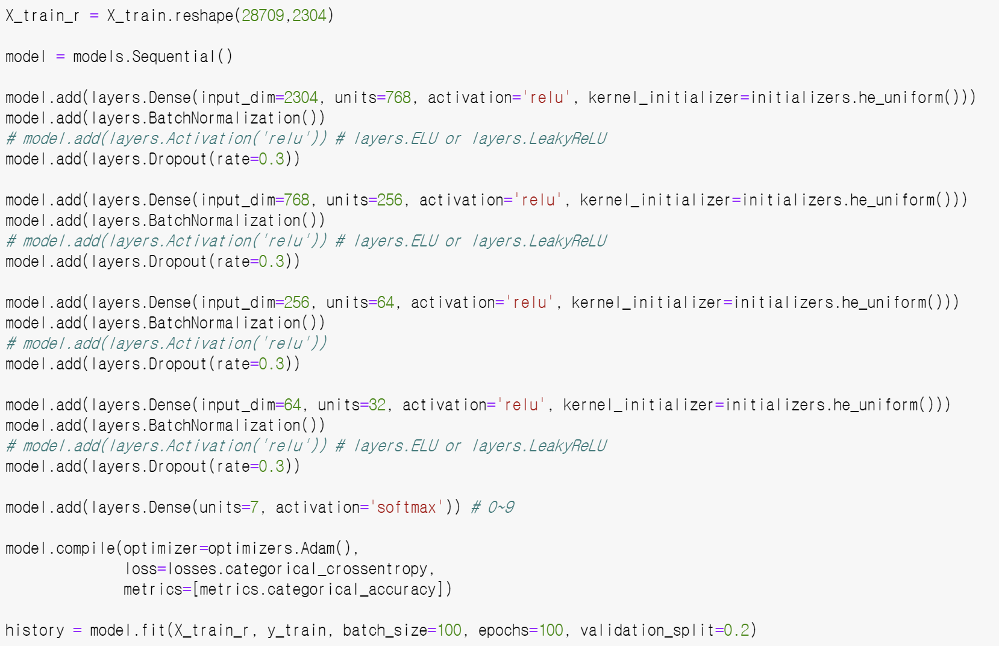 X_train_r = X_train.reshape(28709,2304)
model = models.Sequential()
model.add(layers.Dense(input_dim=2304, units=768, activation='relu', kernel_initializer=initializers.he_uniform()))
model.add(layers.BatchNormalization())
# model.add(layers.Activation('relu')) # layers.ELU or layers.LeakyReLU
model.add(layers.Dropout(rate=0.3))
model.add(layers.Dense(input_dim=768, units=256, activation='relu', kernel_initializer=initializers.he_uniform()))
model.add(layers.BatchNormalization())
# model.add(layers.Activation('relu')) # layers.ELU or layers.LeakyReLU
model.add(layers.Dropout(rate=0.3))
model.add(layers.Dense(input_dim=256, units=64, activation='relu', kernel_initializer=initializers.he_uniform()))
model.add(layers.BatchNormalization())
# model.add(layers.Activation('relu'))
model.add(layers.Dropout(rate=0.3))
model.add(layers.Dense(input_dim=64, units=32, activation='relu', kernel_initializer=initializers.he_uniform()))
model.add(layers.BatchNormalization())
# model.add(layers.Activation('relu')) # layers.ELU or layers.LeakyReLU
model.add(layers.Dropout(rate=0.3))
model.add(layers.Dense(units=7, activation='softmax')) # 0~9
model.compile(optimizer=optimizers.Adam(),
loss=losses.categorical_crossentropy,
metrics=[metrics.categorical_accuracy])
history = model.fit(X_train_r, y_train, batch_size=100, epochs=100, validation_split=0.2)